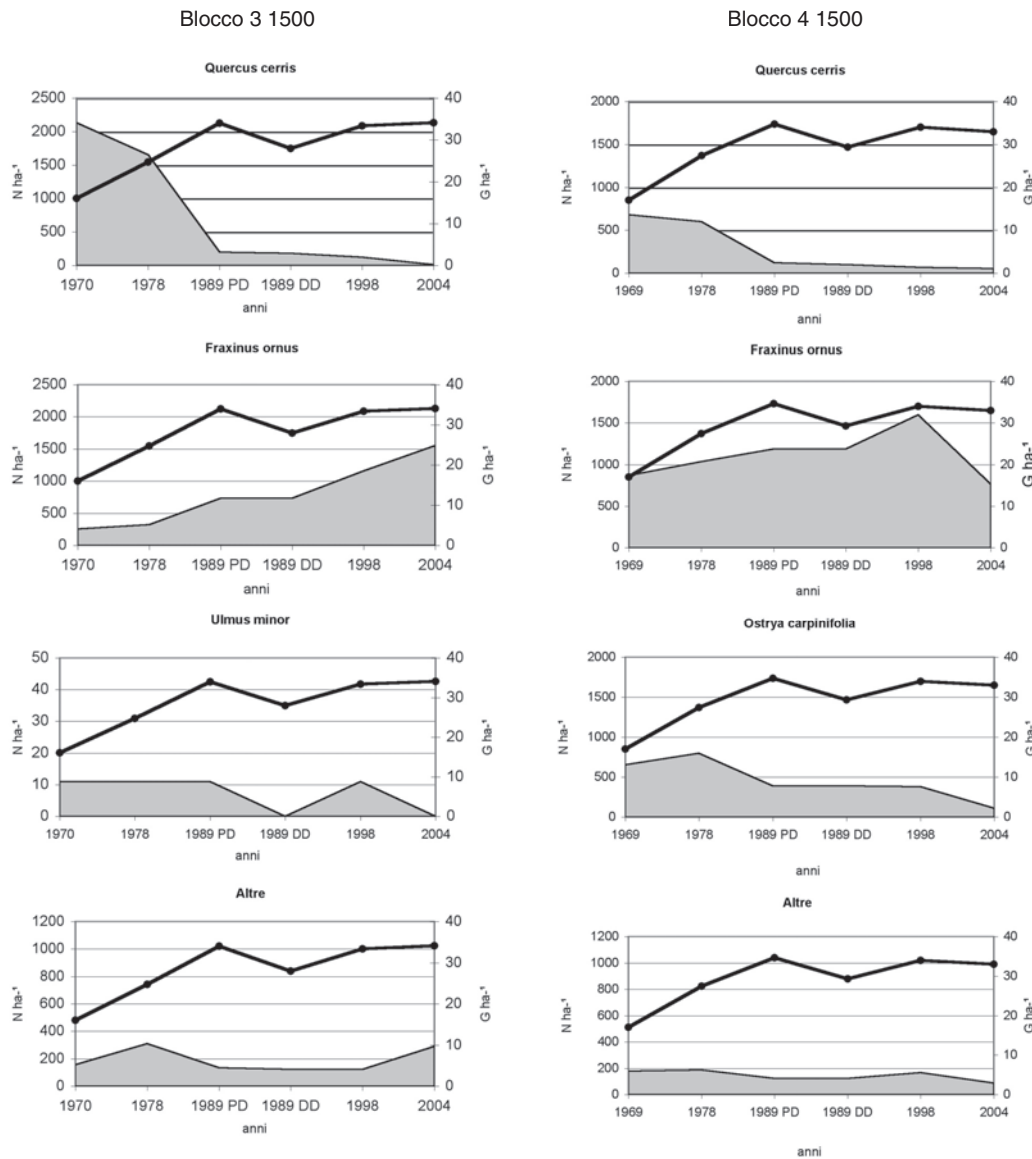 Blocco 3 1500
Quercus cerris
2500
2000
1500
1000
500
0
N ha-¹
40
30
20
10
0
G ha-¹
1970 1978 1989 PD 1989 DD 1998 2004
anni
Fraxinus ornus
2500
2000
1500
1000
500
0
N ha-¹
40
30
20
10
0
G ha-¹
1970 1978 1989 PD 1989 DD 1998 2004
anni
Ulmus minor
50
40
30
20
10
0
N ha-¹
40
30
20
10
0
G ha-¹
1970 1978 1989 PD 1989 DD 1998 2004
anni
Altre
1200
1000
800
600
400
200
0
N ha-¹
40
30
20
10
0
G ha-¹
1970 1978 1989 PD 1989 DD 1998 2004
anni
Blocco 4 1500
Quercus cerris
2000
1500
1000
500
0
N ha-¹
40
30
20
10
0
G ha-¹
1969 1978 1989 PD 1989 DD 1998 2004
anni
Fraxinus ornus
2000
1500
1000
500
0
N ha-¹
40
30
20
10
0
G ha-¹
1969 1978 1989 PD 1989 DD 1998 2004
anni
Ostrya carpinifolia
2000
1500
1000
500
0
N ha-¹
40
30
20
10
0
G ha-¹
1969 1978 1989 PD 1989 DD 1998 2004
anni
Altre
1200
1000
800
600
400
200
0
N ha-¹
40
30
20
10
0
G ha-¹
1969 1978 1989 PD 1989 DD 1998 2004
anni